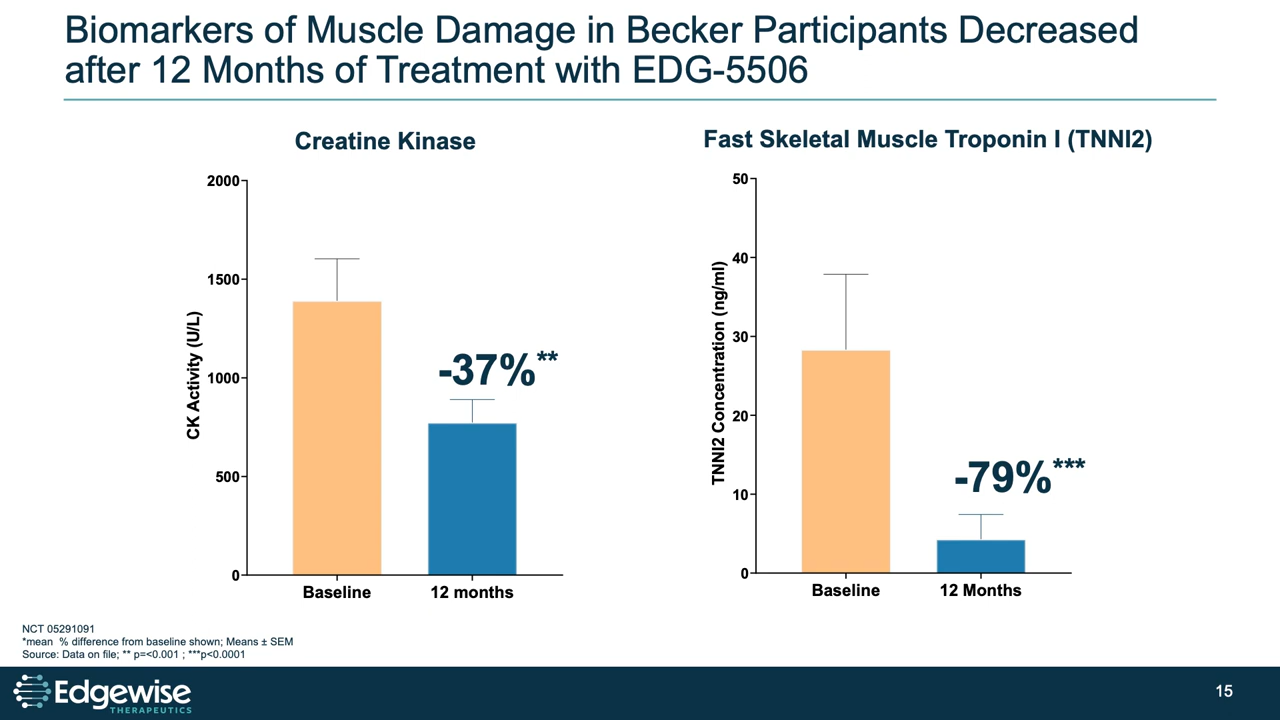 Biomarkers of Muscle Damage in Becker Participants Decreased
after 12 Months of Treatment with EDG-5506
Creatine Kinase
2000
1500
1000
500
0
CK Activity (U/L)
-37%**
Baseline
12 months
Fast Skeletal Muscle Troponin I (TNNI2)
50
40
30
20
10
0
TNNI2 Concentration (ng/ml)
-79%***
Baseline
12 Months
NCT 05291091
*mean % difference from baseline shown; Means ± SEM
Source: Data on file; ** p=<0.001 ; ***p<0.0001
Edgewise
THERAPEUTICS
15